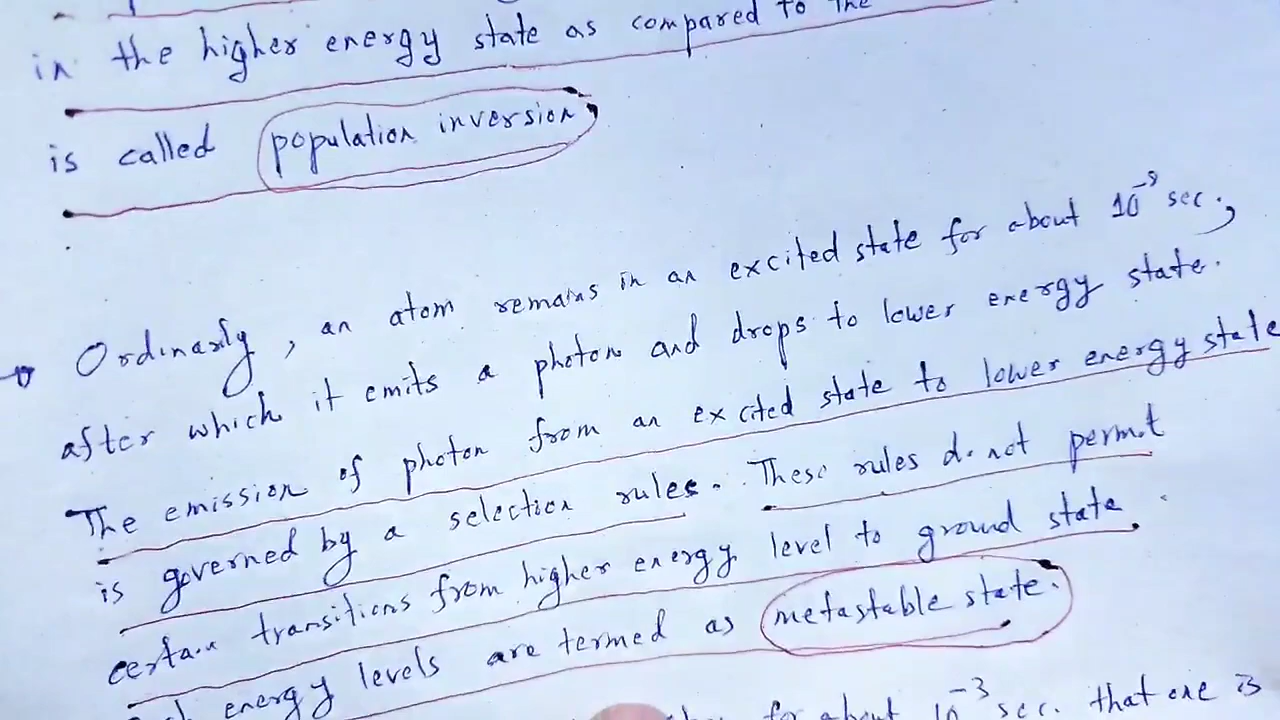 in the higher energy state as compared to the
is called population inversion
Ordinarily, an atom remains in an excited state for about 10⁻⁸ sec.,
after which it emits a photon and drops to lower energy state.
The emission of photon from an excited state to lower energy state
is governed by a selection rules. These rules do not permit
certain transitions from higher energy level to ground state
energy levels are termed as metastable state.
for about 10⁻³ sec. that one is